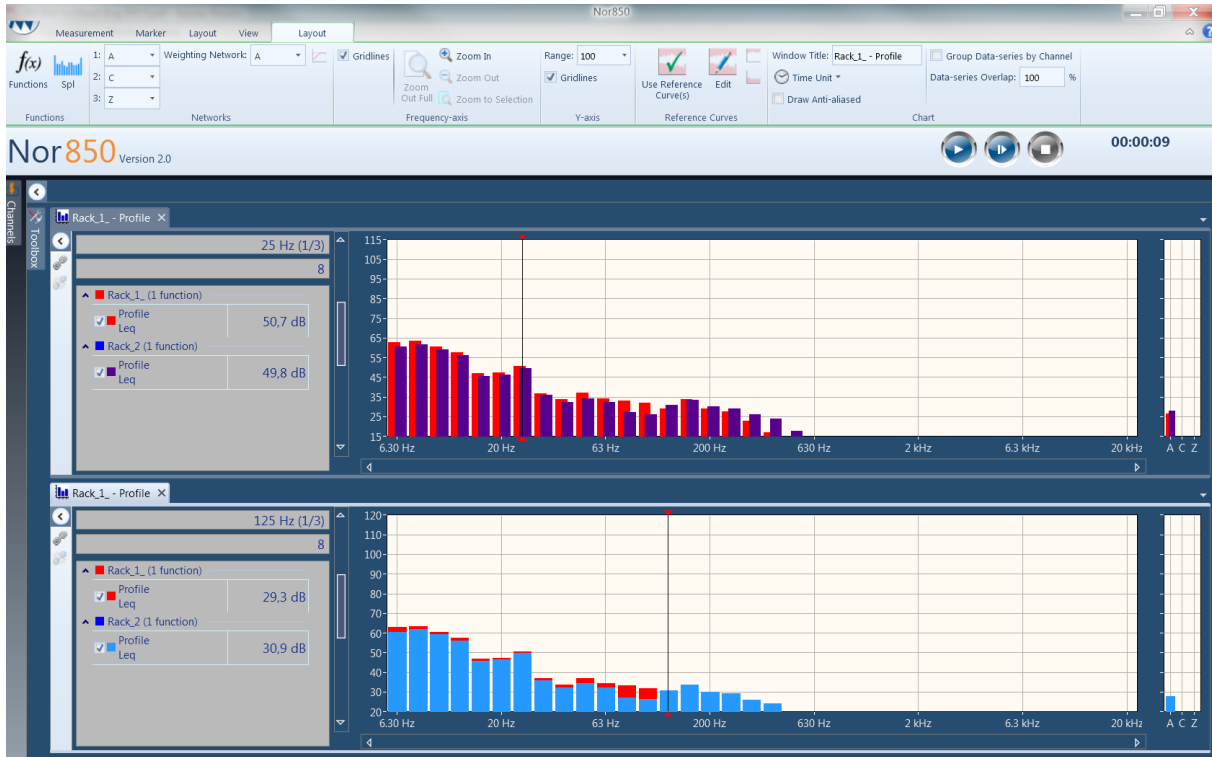 Nor850
Measurement Marker Layout View Layout
f(x) Functions
Spl
Functions
1: A
2: C
3: Z
Weighting Network: A
Networks
Gridlines
Zoom Out Full
Zoom In
Zoom Out
Zoom to Selection
Frequency-axis
Range: 100
Gridlines
Y-axis
Use Reference Curve(s)
Edit
Reference Curves
Window Title: Rack_1_ - Profile
Time Unit
Draw Anti-aliased
Group Data-series by Channel
Data-series Overlap: 100 %
Chart
Nor850 Version 2.0
00:00:09
Channels
Toolbox
Rack_1_ - Profile
25 Hz (1/3)
8
Rack_1_ (1 function)
Profile
Leq
50,7 dB
Rack_2 (1 function)
Profile
Leq
49,8 dB
115
105
95
85
75
65
55
45
35
25
15
6.30 Hz 20 Hz 63 Hz 200 Hz 630 Hz 2 kHz 6.3 kHz 20 kHz A C Z
Rack_1_ - Profile
125 Hz (1/3)
8
Rack_1_ (1 function)
Profile
Leq
29,3 dB
Rack_2 (1 function)
Profile
Leq
30,9 dB
120
110
100
90
80
70
60
50
40
30
20
6.30 Hz 20 Hz 63 Hz 200 Hz 630 Hz 2 kHz 6.3 kHz 20 kHz A C Z